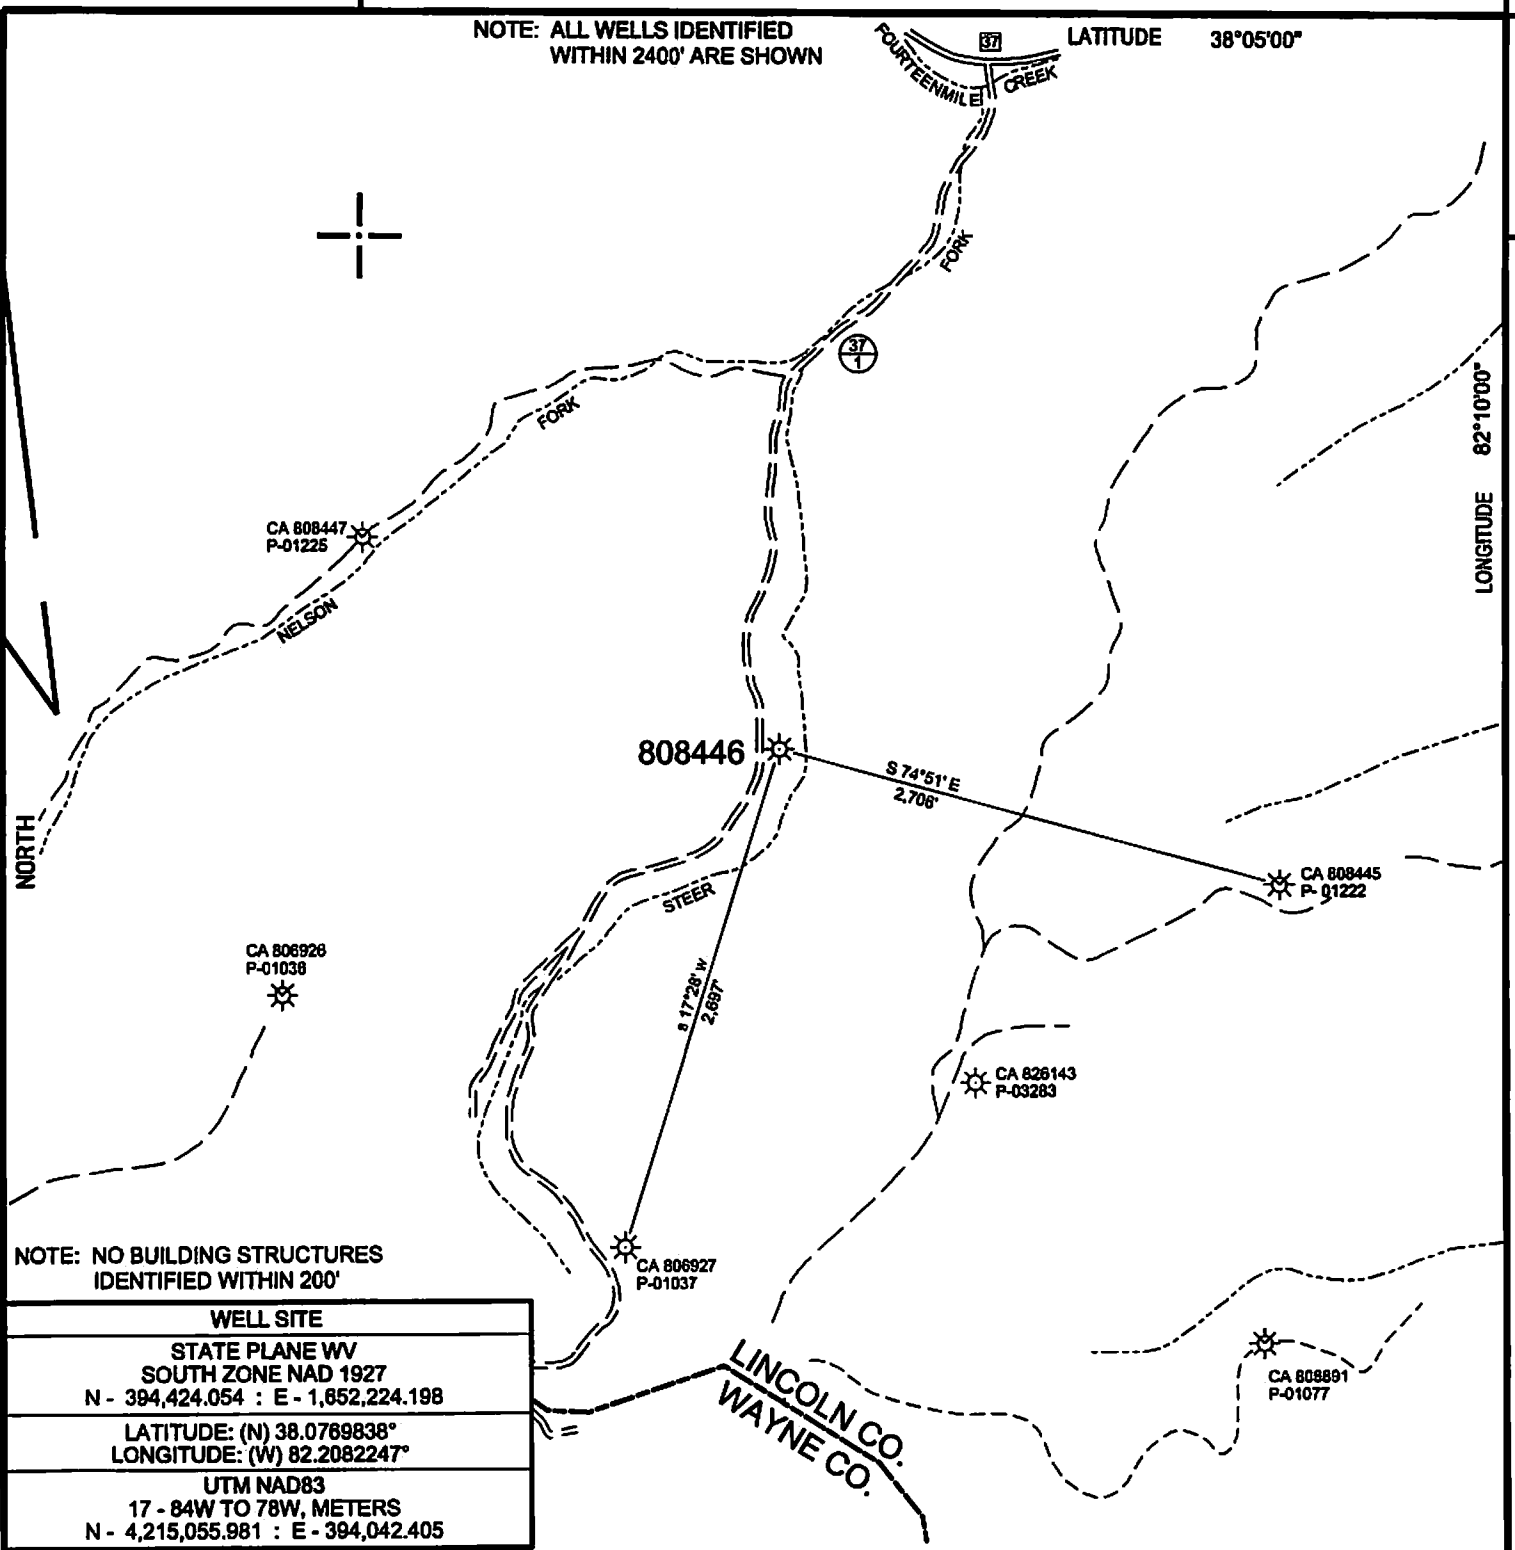 NOTE: ALL WELLS IDENTIFIED
WITHIN 2400' ARE SHOWN
LATITUDE 38°05'00"
37
FOURTEENMILE CREEK
FORK
37
1
LONGITUDE 82°10'00"
FORK
CA 808447
P-01225
NELSON
808446
S 74°51' E
2,706'
NORTH
CA 808445
P- 01222
STEER
CA 806926
P-01036
S 17°28' W
2,697'
CA 826143
P-03283
NOTE: NO BUILDING STRUCTURES
IDENTIFIED WITHIN 200'
CA 806927
P-01037
WELL SITE
STATE PLANE WV
SOUTH ZONE NAD 1927
N - 394,424.054 : E - 1,652,224.198
LATITUDE: (N) 38.0769838°
LONGITUDE: (W) 82.2082247°
UTM NAD83
17 - 84W TO 78W, METERS
N - 4,215,055.981 : E - 394,042.405
LINCOLN CO.
WAYNE CO.
CA 808891
P-01077